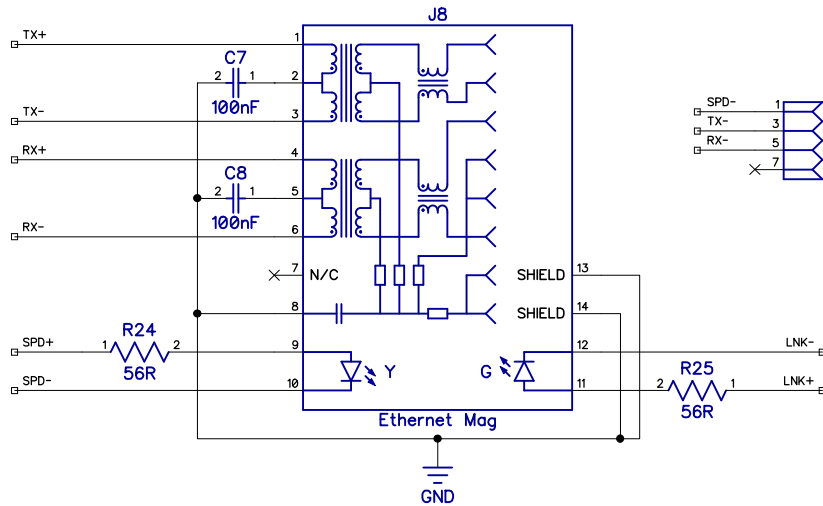 J8
TX+ 1
C7
2 1 2
100nF
TX- 3
RX+ 4
C8
2 1 5
100nF
RX- 6
7 N/C
8
SPD+ 1 R24 2 9
56R
SPD- 10
Y
G
SHIELD 13
SHIELD 14
12 LNK-
R25
11 2 1 LNK+
56R
Ethernet Mag
GND
SPD- 1
TX- 3
RX- 5
7